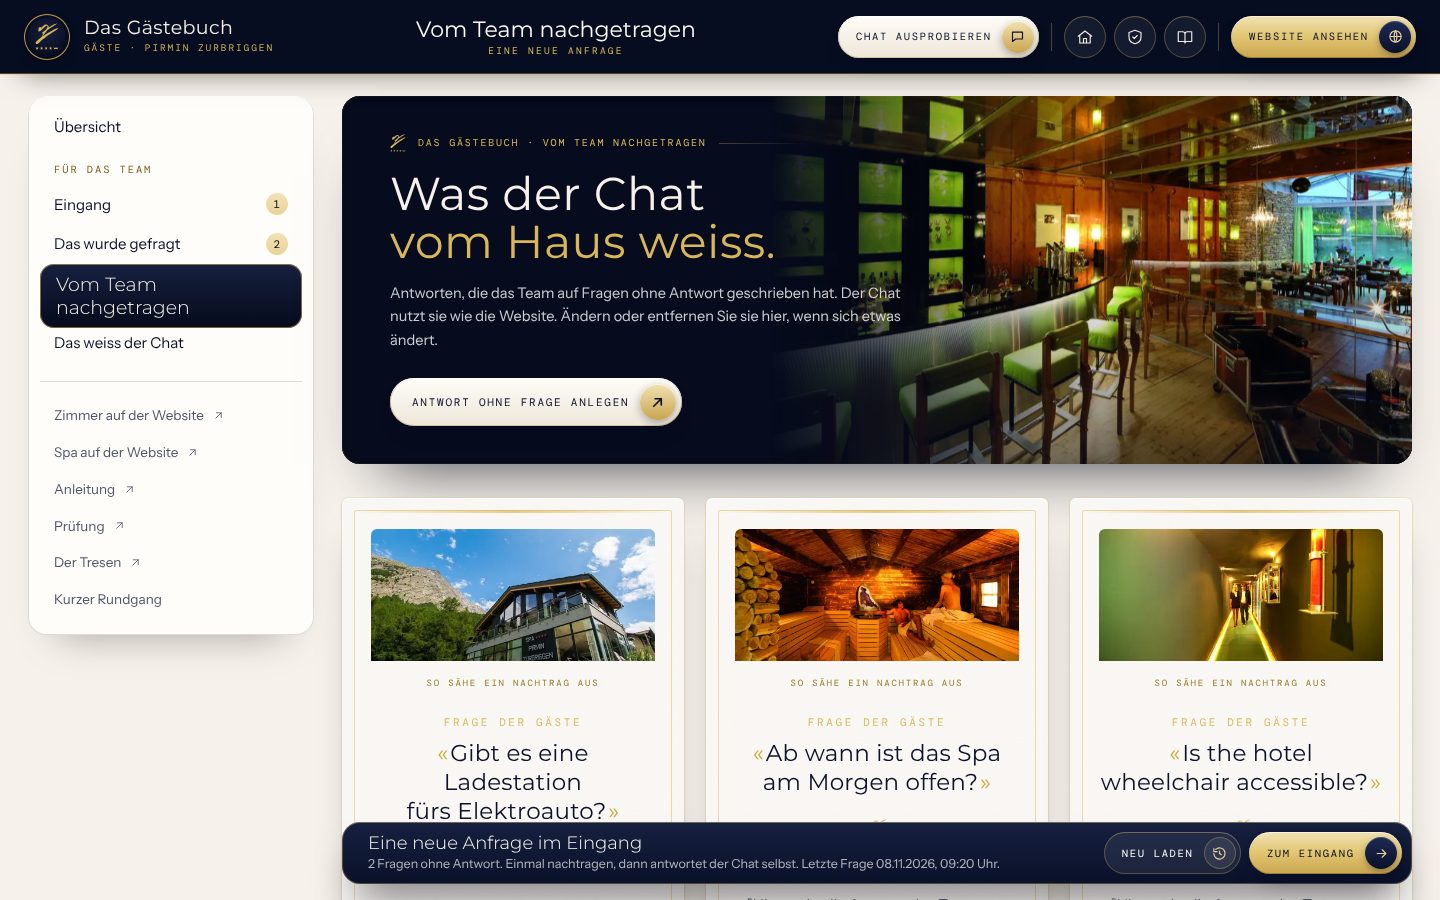 Das Gästebuch
GÄSTE · PIRMIN ZURBRIGGEN
Vom Team nachgetragen
EINE NEUE ANFRAGE
CHAT AUSPROBIEREN
WEBSITE ANSEHEN
Übersicht
FÜR DAS TEAM
Eingang 1
Das wurde gefragt 2
Vom Team
nachgetragen
Das weiss der Chat
Zimmer auf der Website
Spa auf der Website
Anleitung
Prüfung
Der Tresen
Kurzer Rundgang
DAS GÄSTEBUCH · VOM TEAM NACHGETRAGEN
Was der Chat
vom Haus weiss.
Antworten, die das Team auf Fragen ohne Antwort geschrieben hat. Der Chat
nutzt sie wie die Website. Ändern oder entfernen Sie sie hier, wenn sich etwas
ändert.
ANTWORT OHNE FRAGE ANLEGEN
SPA
PIRMIN
ZURBRIGGEN
SO SÄHE EIN NACHTRAG AUS
FRAGE DER GÄSTE
«Gibt es eine
Ladestation
fürs Elektroauto?»
SO SÄHE EIN NACHTRAG AUS
FRAGE DER GÄSTE
«Ab wann ist das Spa
am Morgen offen?»
SO SÄHE EIN NACHTRAG AUS
FRAGE DER GÄSTE
«Is the hotel
wheelchair accessible?»
Eine neue Anfrage im Eingang
2 Fragen ohne Antwort. Einmal nachtragen, dann antwortet der Chat selbst. Letzte Frage 08.11.2026, 09:20 Uhr.
NEU LADEN
ZUM EINGANG